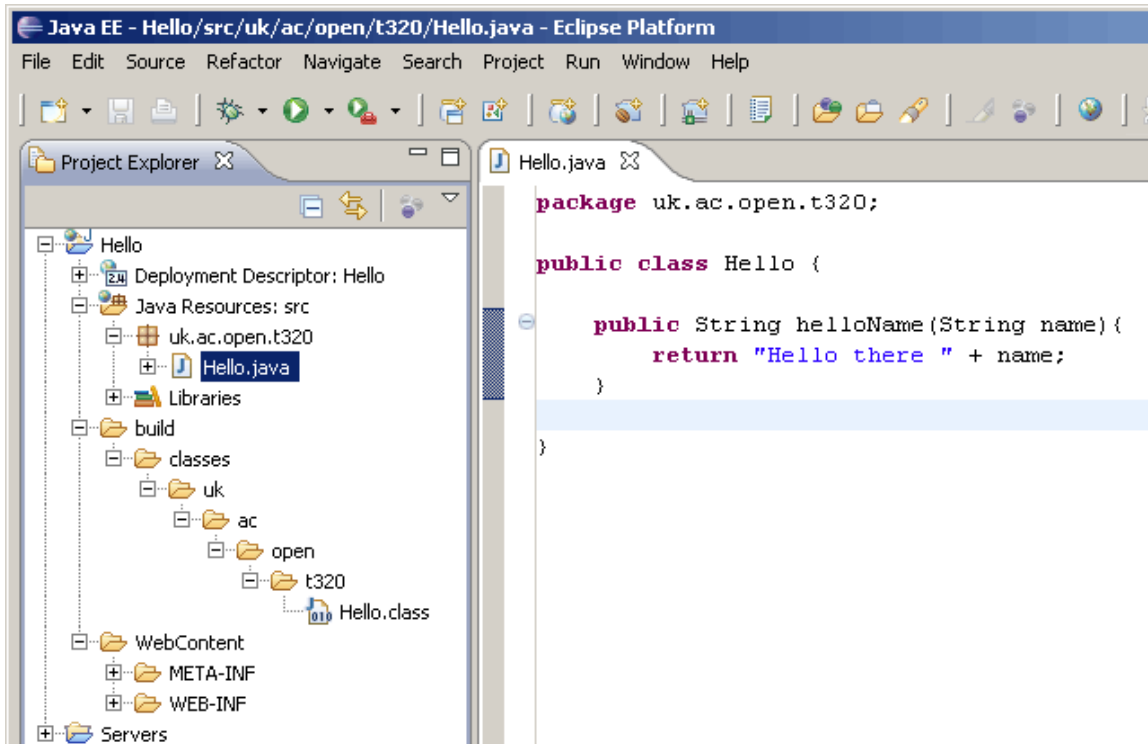 Java EE - Hello/src/uk/ac/open/t320/Hello.java - Eclipse Platform
File Edit Source Refactor Navigate Search Project Run Window Help
Project Explorer
Hello
2.4 Deployment Descriptor: Hello
Java Resources: src
uk.ac.open.t320
J Hello.java
Libraries
build
classes
uk
ac
open
t320
010 Hello.class
WebContent
META-INF
WEB-INF
Servers
J Hello.java
package uk.ac.open.t320;
public class Hello {
public String helloName(String name){
return "Hello there " + name;
}
}